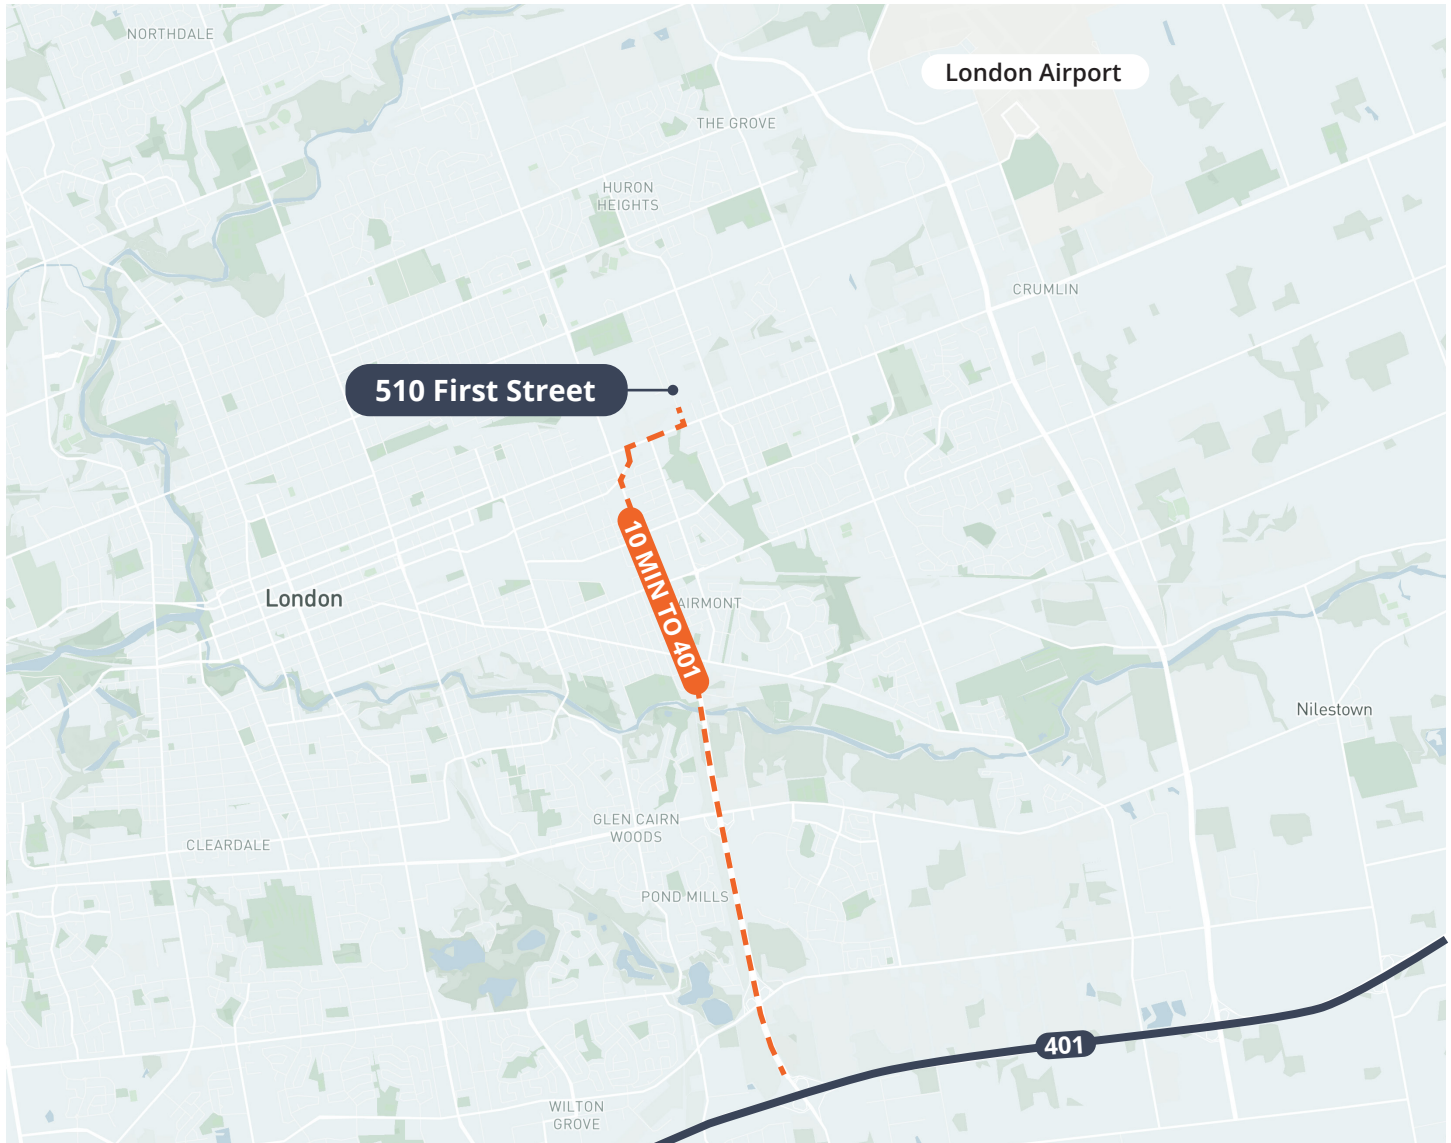 NORTHDALE
London Airport
THE GROVE
HURON
HEIGHTS
CRUMLIN
510 First Street
10 MIN TO 401
London
AIRMONT
Nilestown
GLEN CAIRN
WOODS
CLEARDALE
POND MILLS
401
WILTON
GROVE